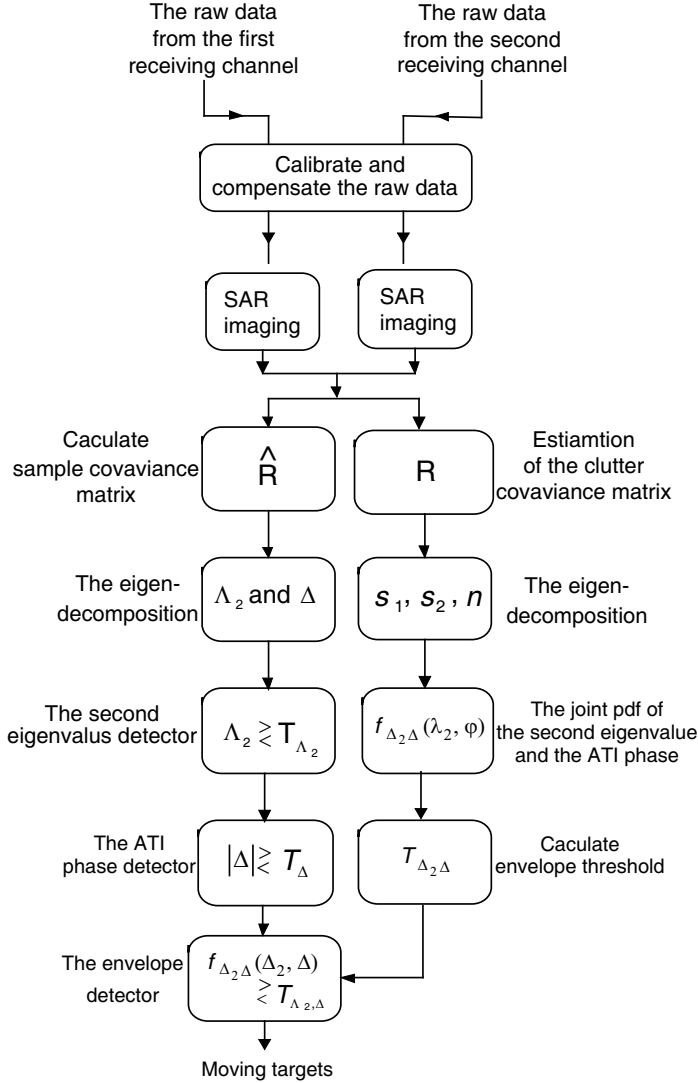 The raw data
from the first
receiving channel
The raw data
from the second
receiving channel
Calibrate and
compensate the raw data
SAR
imaging
SAR
imaging
Caculate
sample covaviance
matrix
R̂
R
Estiamtion
of the clutter
covaviance matrix
The eigen-
decomposition
Λ₂ and Δ
s₁, s₂, n
The eigen-
decomposition
The second
eigenvalus detector
Λ₂ ≷ T_Λ₂
f_Δ₂Δ(λ₂, φ)
The joint pdf of
the second eigenvalue
and the ATI phase
The ATI
phase detector
|Δ| ≷ T_Δ
T_Δ₂Δ
Caculate
envelope threshold
The envelope
detector
f_Δ₂Δ(Δ₂, Δ)
≷ T_Λ₂,Δ
Moving targets